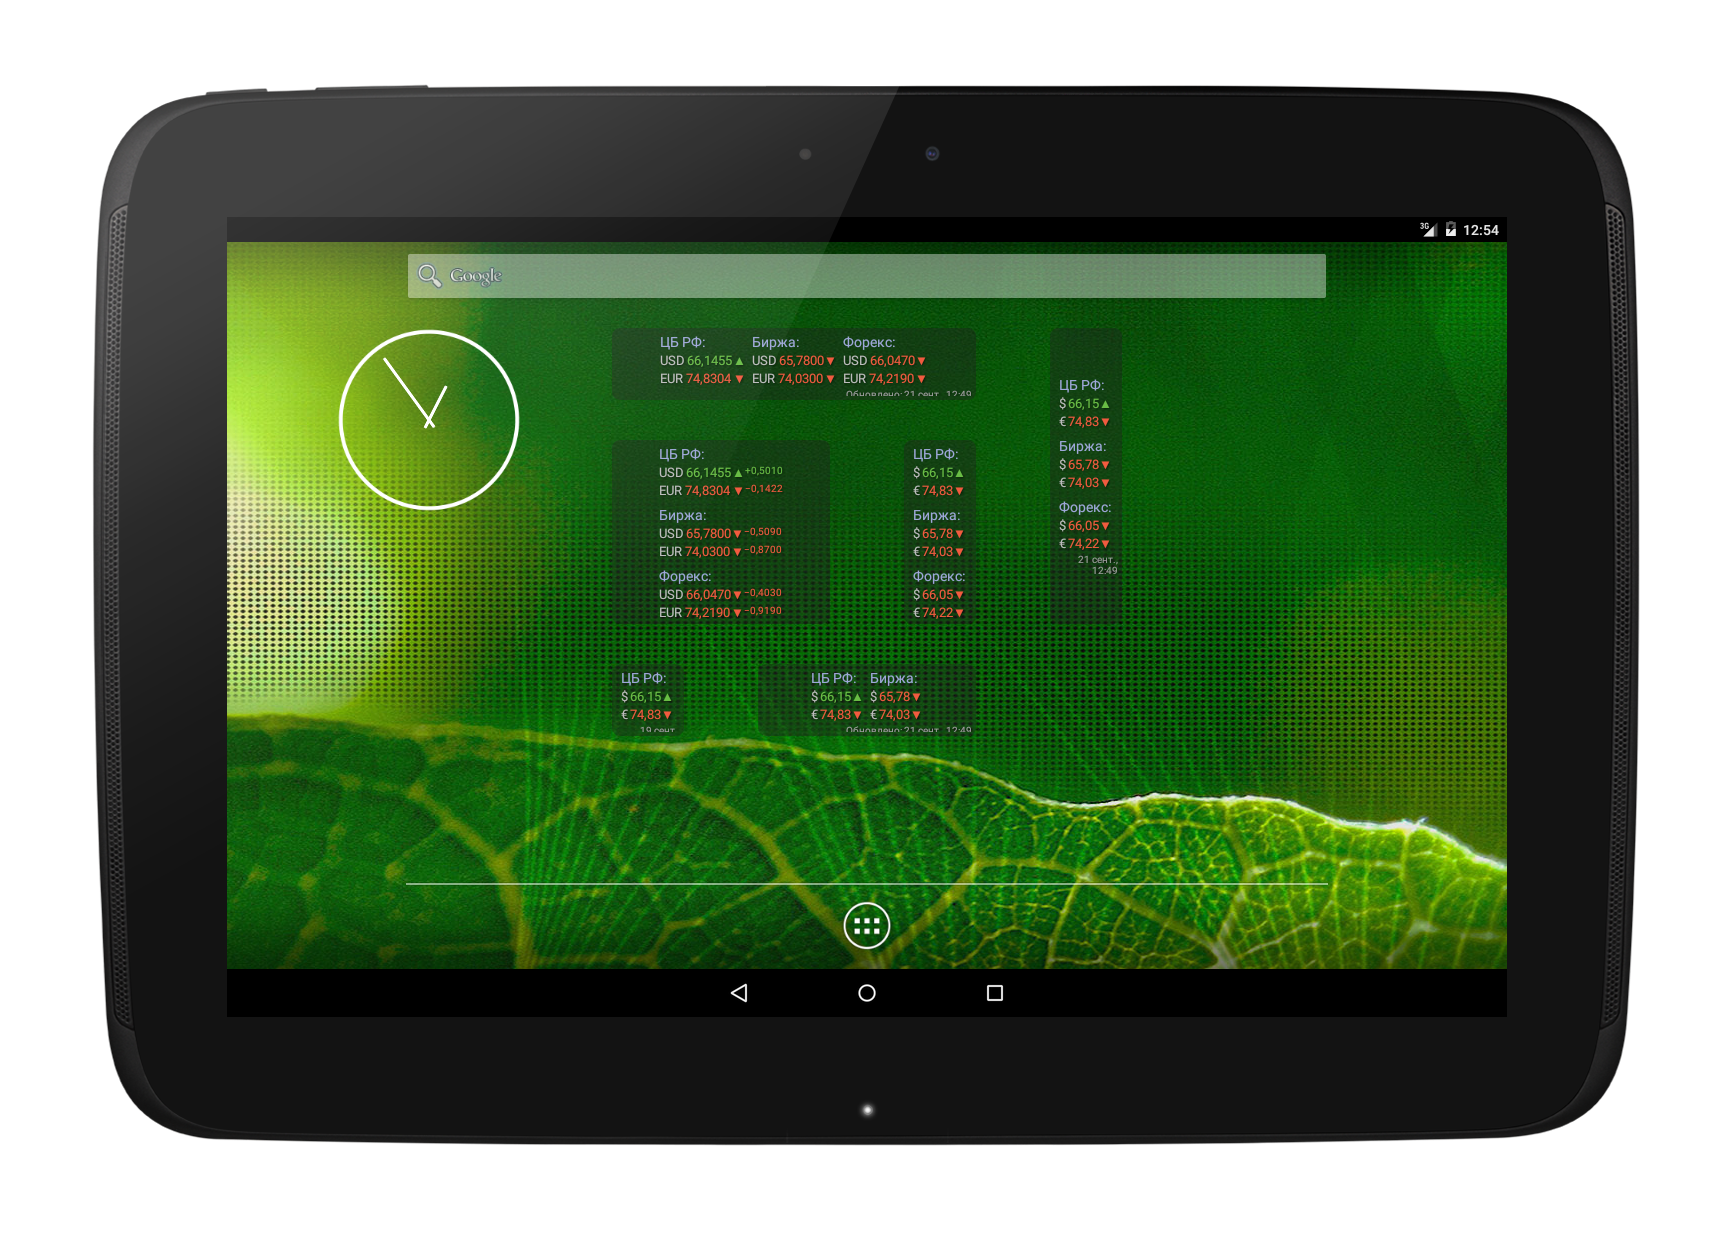 3G
12:54
Google
ЦБ РФ: Биржа: Форекс:
USD 66,1455 ▲ USD 65,7800 ▼ USD 66,0470 ▼
EUR 74,8304 ▼ EUR 74,0300 ▼ EUR 74,2190 ▼
Обновлено: 21 сент., 12:49
ЦБ РФ:
USD 66,1455 ▲ +0,5010
EUR 74,8304 ▼ −0,1422
Биржа:
USD 65,7800 ▼ −0,5090
EUR 74,0300 ▼ −0,8700
Форекс:
USD 66,0470 ▼ −0,4030
EUR 74,2190 ▼ −0,9190
ЦБ РФ:
$ 66,15 ▲
€ 74,83 ▼
Биржа:
$ 65,78 ▼
€ 74,03 ▼
Форекс:
$ 66,05 ▼
€ 74,22 ▼
ЦБ РФ:
$ 66,15 ▲
€ 74,83 ▼
Биржа:
$ 65,78 ▼
€ 74,03 ▼
Форекс:
$ 66,05 ▼
€ 74,22 ▼
21 сент.,
12:49
ЦБ РФ:
$ 66,15 ▲
€ 74,83 ▼
19 сент.
ЦБ РФ: Биржа:
$ 66,15 ▲ $ 65,78 ▼
€ 74,83 ▼ € 74,03 ▼
Обновлено: 21 сент., 12:49